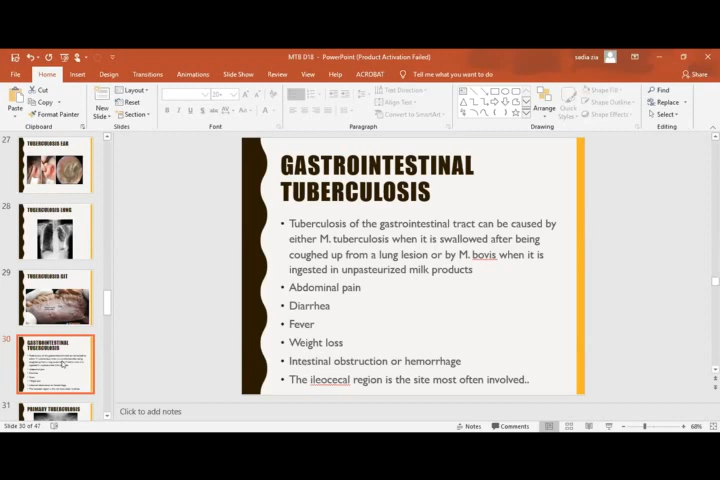 MTB D18 - PowerPoint (Product Activation Failed)
sadia zia
File Home Insert Design Transitions Animations Slide Show Review View Help ACROBAT Tell me what you want to do Share
Cut
Copy
Format Painter
Paste
Clipboard
New
Slide
Layout
Reset
Section
Slides
20
Font
Text Direction
Align Text
Convert to SmartArt
Paragraph
Arrange
Quick
Styles
Shape Fill
Shape Outline
Shape Effects
Drawing
Find
Replace
Select
Editing
27
TUBERCULOSIS EAR
28
TUBERCULOSIS LUNG
29
TUBERCULOSIS GIT
30
GASTROINTESTINAL
TUBERCULOSIS
31
PRIMARY TUBERCULOSIS
GASTROINTESTINAL
TUBERCULOSIS
• Tuberculosis of the gastrointestinal tract can be caused by
either M. tuberculosis when it is swallowed after being
coughed up from a lung lesion or by M. bovis when it is
ingested in unpasteurized milk products
• Abdominal pain
• Diarrhea
• Fever
• Weight loss
• Intestinal obstruction or hemorrhage
• The ileocecal region is the site most often involved..
Click to add notes
Slide 30 of 47
Notes
Comments
68%